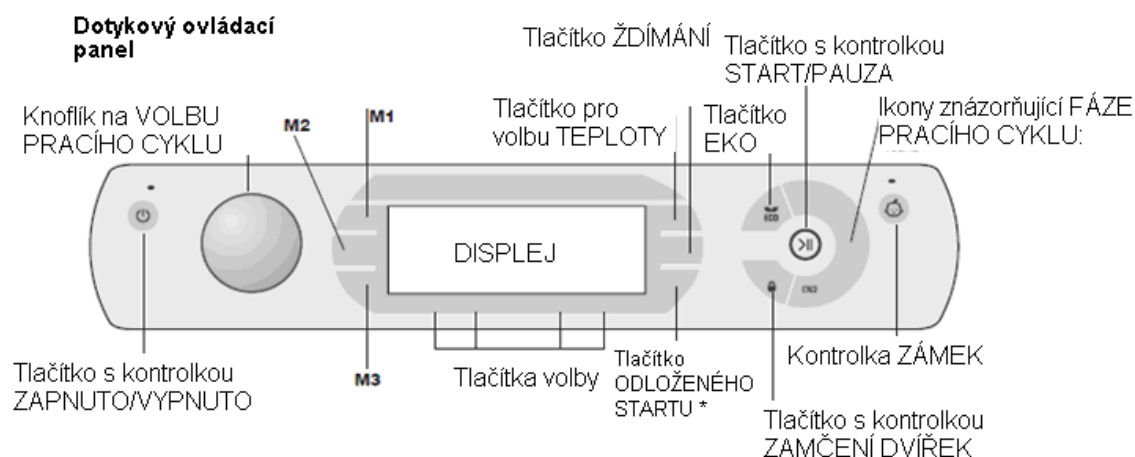 Dotykový ovládací
panel
Knoflík na VOLBU
PRACÍHO CYKLU
M2
M1
Tlačítko ŽDÍMÁNÍ
Tlačítko pro
volbu TEPLOTY
Tlačítko
EKO
Tlačítko s kontrolkou
START/PAUZA
Ikony znázorňující FÁZE
PRACÍHO CYKLU:
ECO
DISPLEJ
END
Tlačítko s kontrolkou
ZAPNUTO/VYPNUTO
M3
Tlačítka volby
Tlačítko
ODLOŽENÉHO
STARTU *
Kontrolka ZÁMEK
Tlačítko s kontrolkou
ZAMČENÍ DVÍŘEK